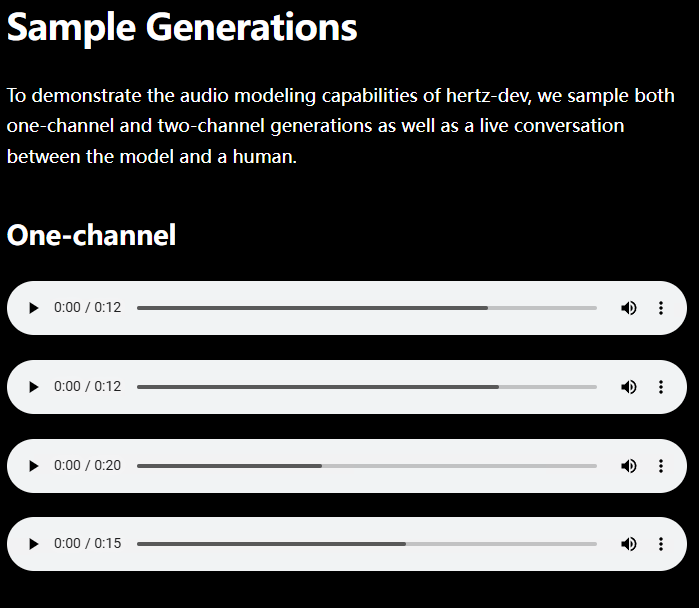 Sample Generations
To demonstrate the audio modeling capabilities of hertz-dev, we sample both
one-channel and two-channel generations as well as a live conversation
between the model and a human.
One-channel
0:00 / 0:12
0:00 / 0:12
0:00 / 0:20
0:00 / 0:15